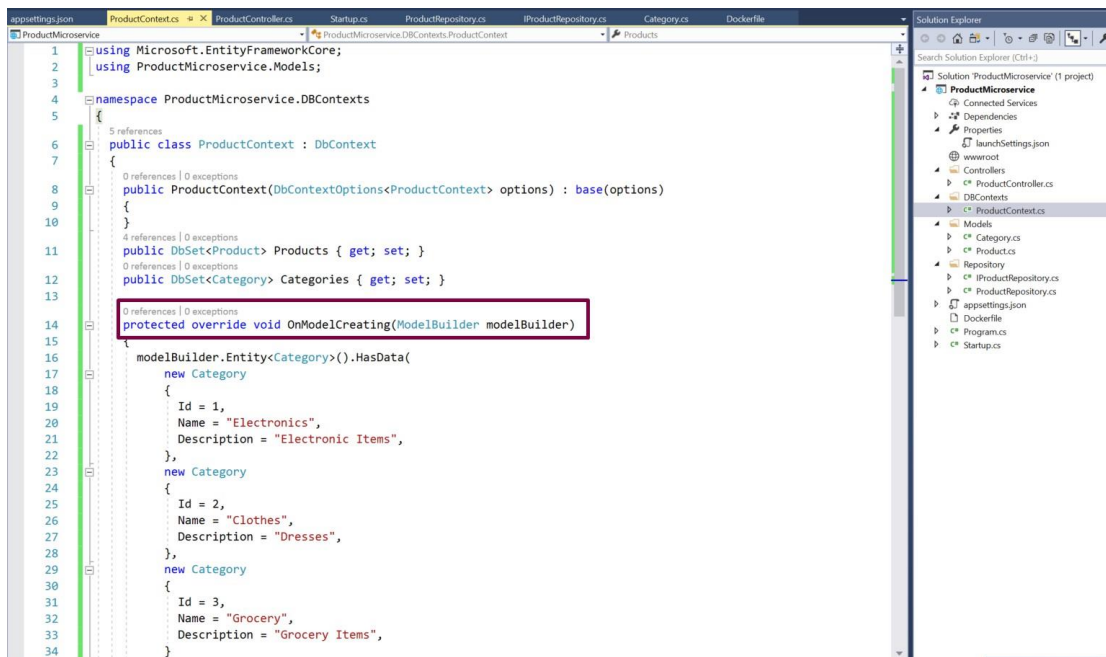 appsettings.json ProductContext.cs ProductController.cs Startup.cs ProductRepository.cs IProductRepository.cs Category.cs Dockerfile
ProductMicroservice ProductMicroservice.DBContexts.ProductContext Products
1 using Microsoft.EntityFrameworkCore;
2 using ProductMicroservice.Models;
3
4 namespace ProductMicroservice.DBContexts
5 {
5 references
6 public class ProductContext : DbContext
7 {
0 references | 0 exceptions
8 public ProductContext(DbContextOptions<ProductContext> options) : base(options)
9 {
10 }
4 references | 0 exceptions
11 public DbSet<Product> Products { get; set; }
0 references | 0 exceptions
12 public DbSet<Category> Categories { get; set; }
13
0 references | 0 exceptions
14 protected override void OnModelCreating(ModelBuilder modelBuilder)
15 {
16 modelBuilder.Entity<Category>().HasData(
17 new Category
18 {
19 Id = 1,
20 Name = "Electronics",
21 Description = "Electronic Items",
22 },
23 new Category
24 {
25 Id = 2,
26 Name = "Clothes",
27 Description = "Dresses",
28 },
29 new Category
30 {
31 Id = 3,
32 Name = "Grocery",
33 Description = "Grocery Items",
34 }
Solution Explorer
Search Solution Explorer (Ctrl+;)
Solution 'ProductMicroservice' (1 project)
ProductMicroservice
Connected Services
Dependencies
Properties
launchSettings.json
wwwroot
Controllers
C# ProductController.cs
DBContexts
C# ProductContext.cs
Models
C# Category.cs
C# Product.cs
Repository
C# IProductRepository.cs
C# ProductRepository.cs
appsettings.json
Dockerfile
C# Program.cs
C# Startup.cs